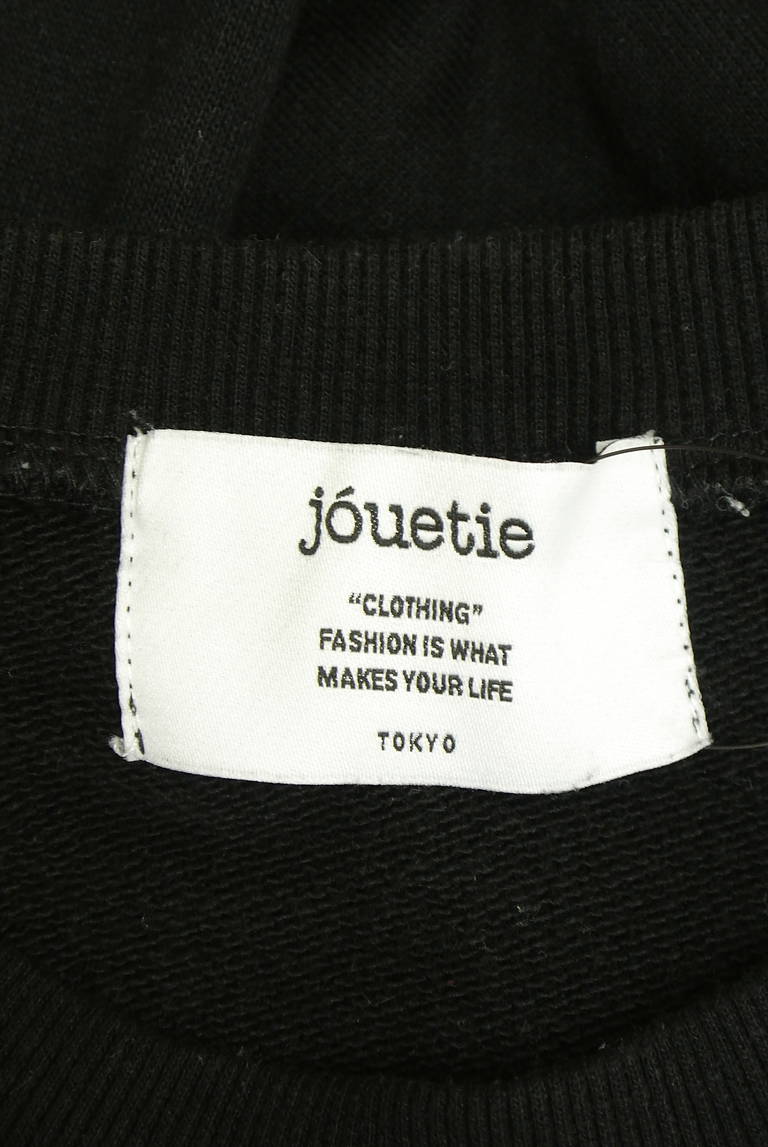 jóuetie
“CLOTHING”
FASHION IS WHAT
MAKES YOUR LIFE
TOKYO